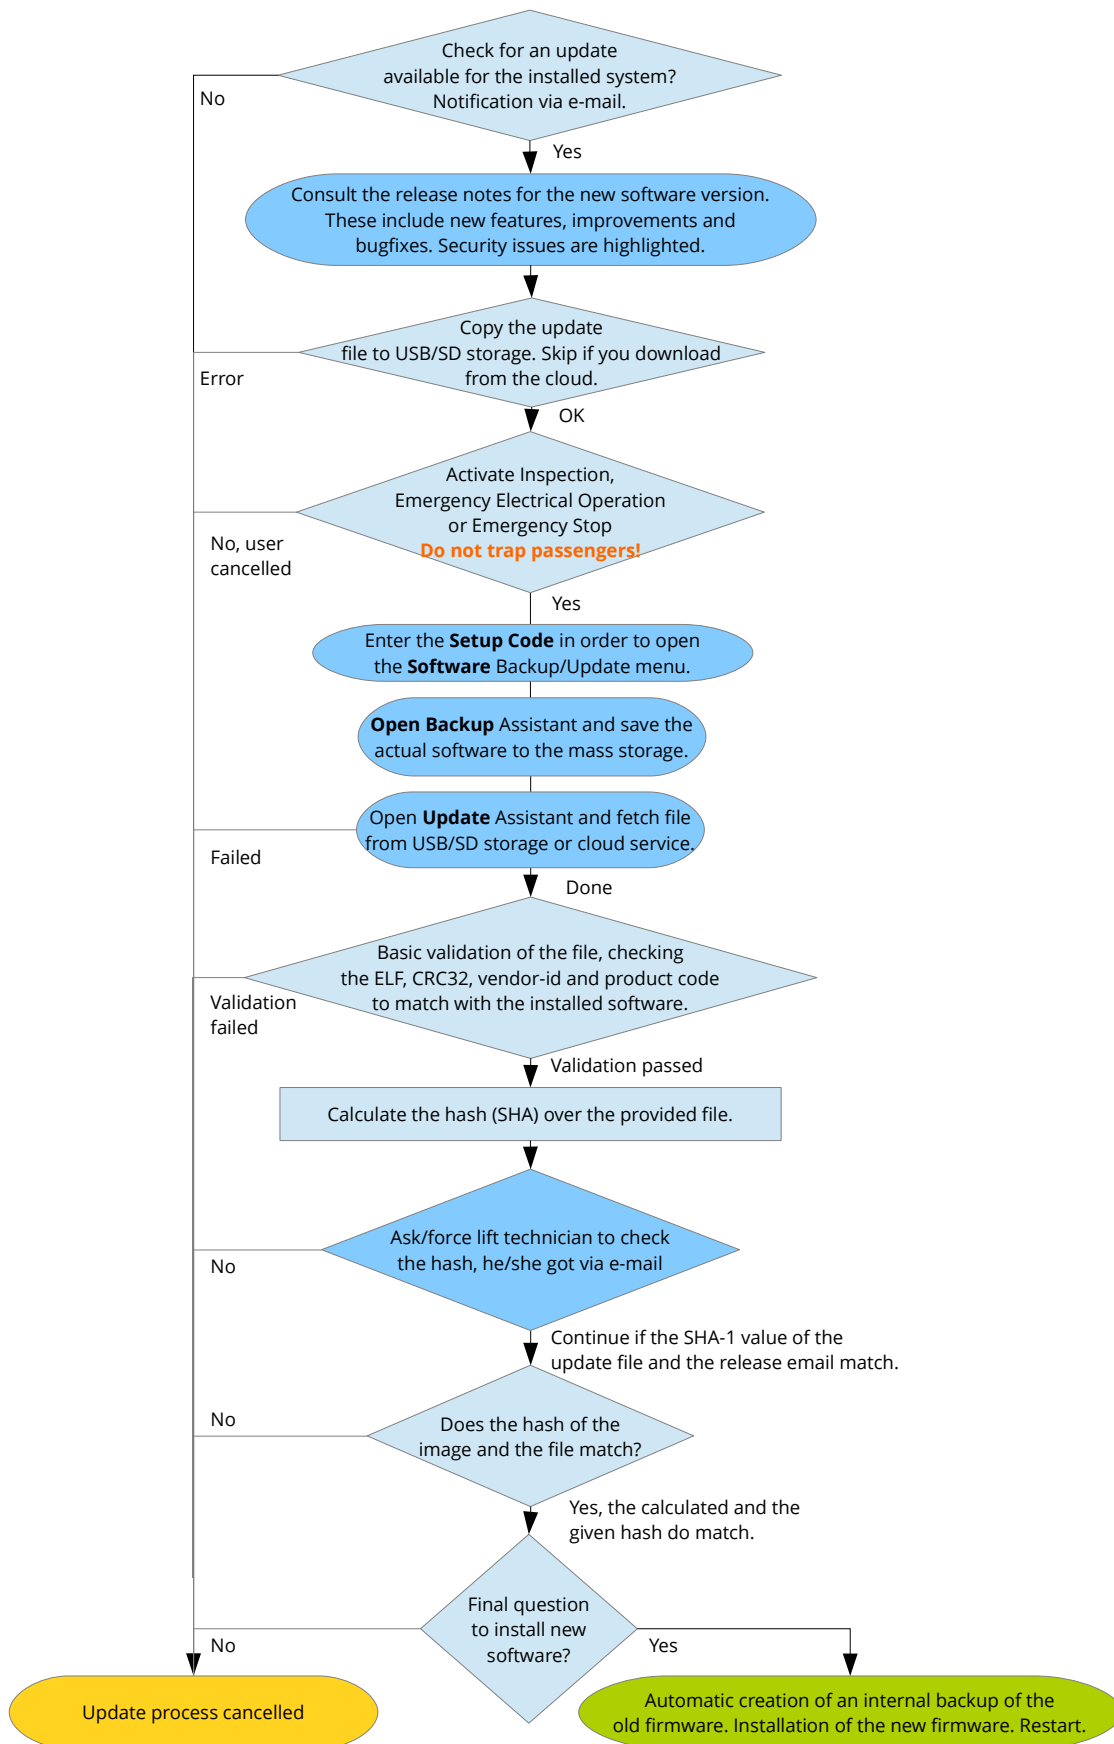 Check for an update
available for the installed system?
Notification via e-mail.
No
Yes
Consult the release notes for the new software version.
These include new features, improvements and
bugfixes. Security issues are highlighted.
Copy the update
file to USB/SD storage. Skip if you download
from the cloud.
Error
OK
Activate Inspection,
Emergency Electrical Operation
or Emergency Stop
Do not trap passengers!
No, user
cancelled
Yes
Enter the Setup Code in order to open
the Software Backup/Update menu.
Open Backup Assistant and save the
actual software to the mass storage.
Open Update Assistant and fetch file
from USB/SD storage or cloud service.
Failed
Done
Basic validation of the file, checking
the ELF, CRC32, vendor-id and product code
to match with the installed software.
Validation
failed
Validation passed
Calculate the hash (SHA) over the provided file.
Ask/force lift technician to check
the hash, he/she got via e-mail
No
Continue if the SHA-1 value of the
update file and the release email match.
No
Does the hash of the
image and the file match?
Yes, the calculated and the
given hash do match.
Final question
to install new
software?
No
Yes
Update process cancelled
Automatic creation of an internal backup of the
old firmware. Installation of the new firmware. Restart.